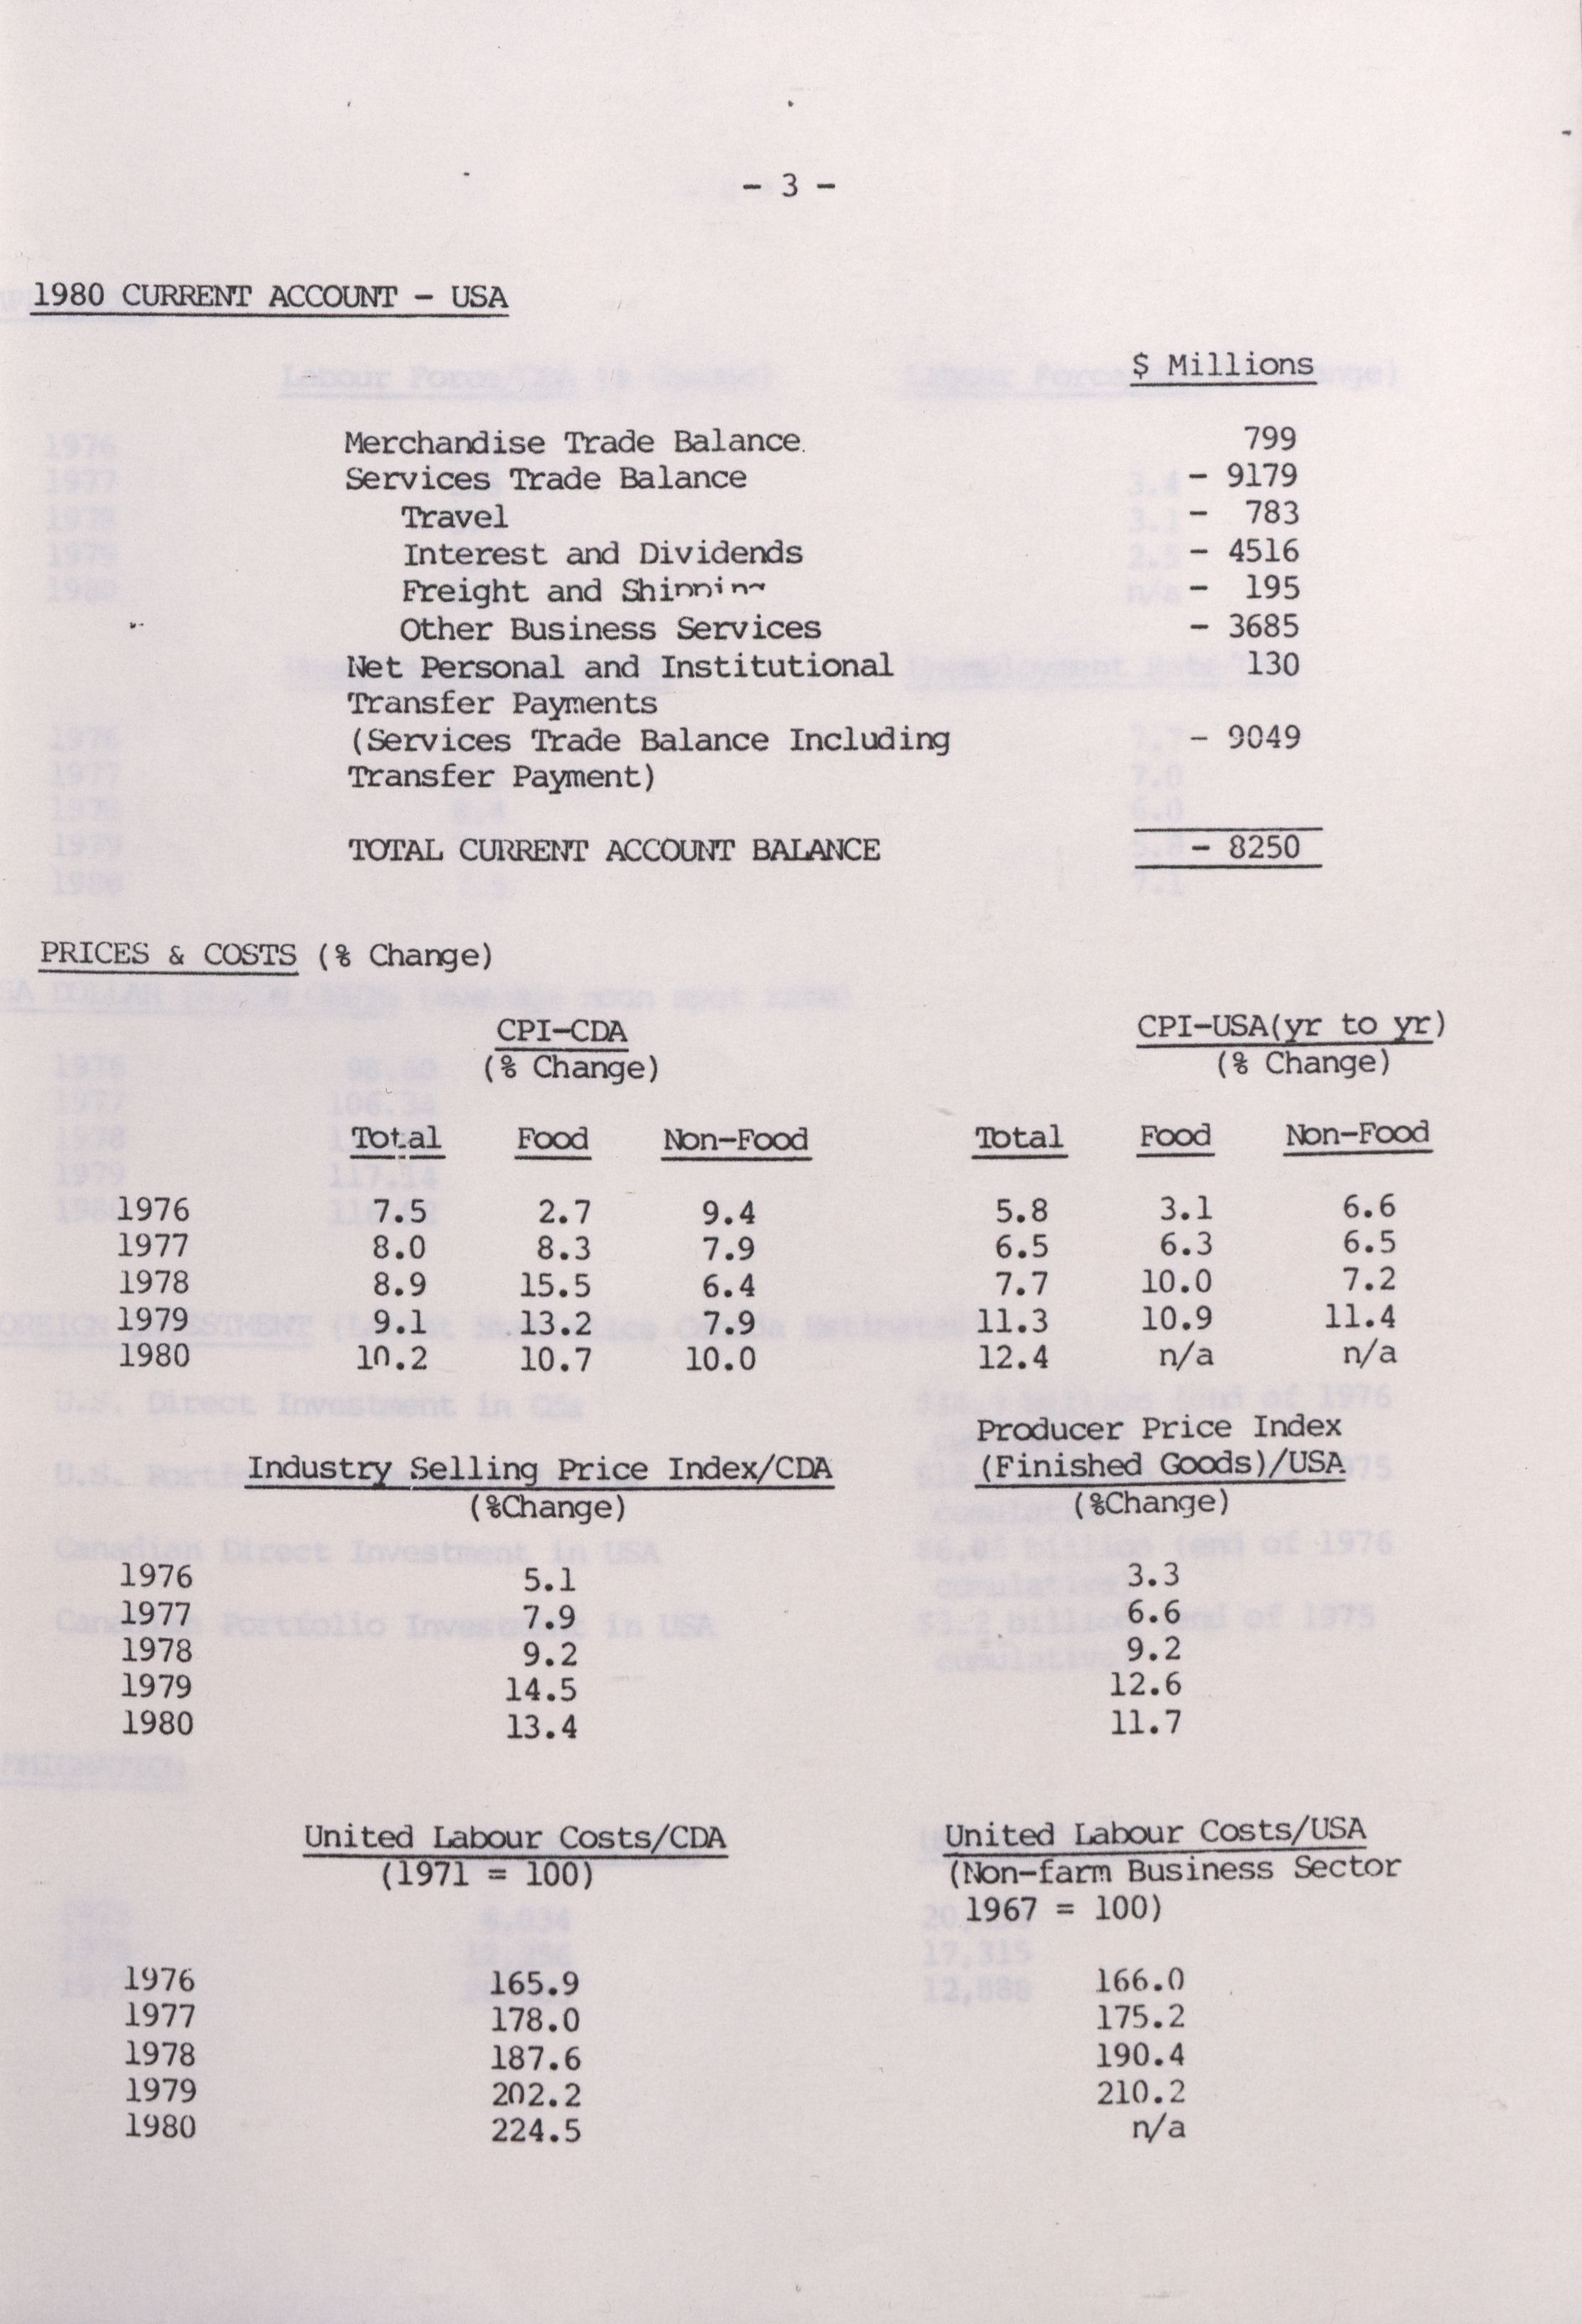 - 3 -
1980 CURRENT ACCOUNT - USA
$ Millions
Merchandise Trade Balance 799
Services Trade Balance - 9179
Travel - 783
Interest and Dividends - 4516
Freight and Shipping - 195
Other Business Services - 3685
Net Personal and Institutional 130
Transfer Payments
(Services Trade Balance Including - 9049
Transfer Payment)
TOTAL CURRENT ACCOUNT BALANCE - 8250
PRICES & COSTS (% Change)
CPI-CDA CPI-USA(yr to yr)
(% Change) (% Change)
Total Food Non-Food Total Food Non-Food
1976 7.5 2.7 9.4 5.8 3.1 6.6
1977 8.0 8.3 7.9 6.5 6.3 6.5
1978 8.9 15.5 6.4 7.7 10.0 7.2
1979 9.1 13.2 7.9 11.3 10.9 11.4
1980 10.2 10.7 10.0 12.4 n/a n/a
Producer Price Index
Industry Selling Price Index/CDA (Finished Goods)/USA
(%Change) (%Change)
1976 5.1 3.3
1977 7.9 6.6
1978 9.2 9.2
1979 14.5 12.6
1980 13.4 11.7
United Labour Costs/CDA United Labour Costs/USA
(1971 = 100) (Non-farm Business Sector
1967 = 100)
1976 165.9 166.0
1977 178.0 175.2
1978 187.6 190.4
1979 202.2 210.2
1980 224.5 n/a